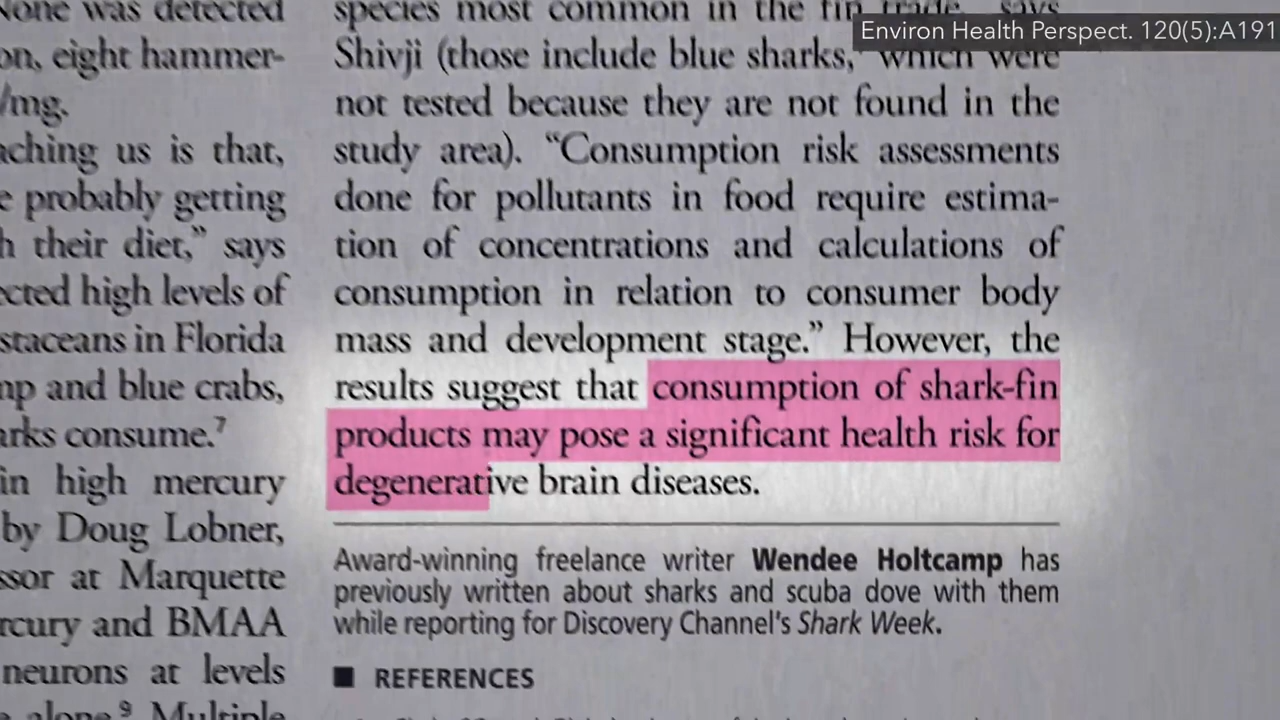 Environ Health Perspect. 120(5):A191
None was detected
on, eight hammer-
/mg.
aching us is that,
e probably getting
h their diet,” says
ected high levels of
staceans in Florida
mp and blue crabs,
arks consume.⁷
in high mercury
by Doug Lobner,
ssor at Marquette
rcury and BMAA
neurons at levels
alone.⁹ Multiple
species most common in the fin trade, says
Shivji (those include blue sharks, which were
not tested because they are not found in the
study area). “Consumption risk assessments
done for pollutants in food require estima-
tion of concentrations and calculations of
consumption in relation to consumer body
mass and development stage.” However, the
results suggest that consumption of shark-fin
products may pose a significant health risk for
degenerative brain diseases.
Award-winning freelance writer Wendee Holtcamp has
previously written about sharks and scuba dove with them
while reporting for Discovery Channel’s Shark Week.
■ REFERENCES